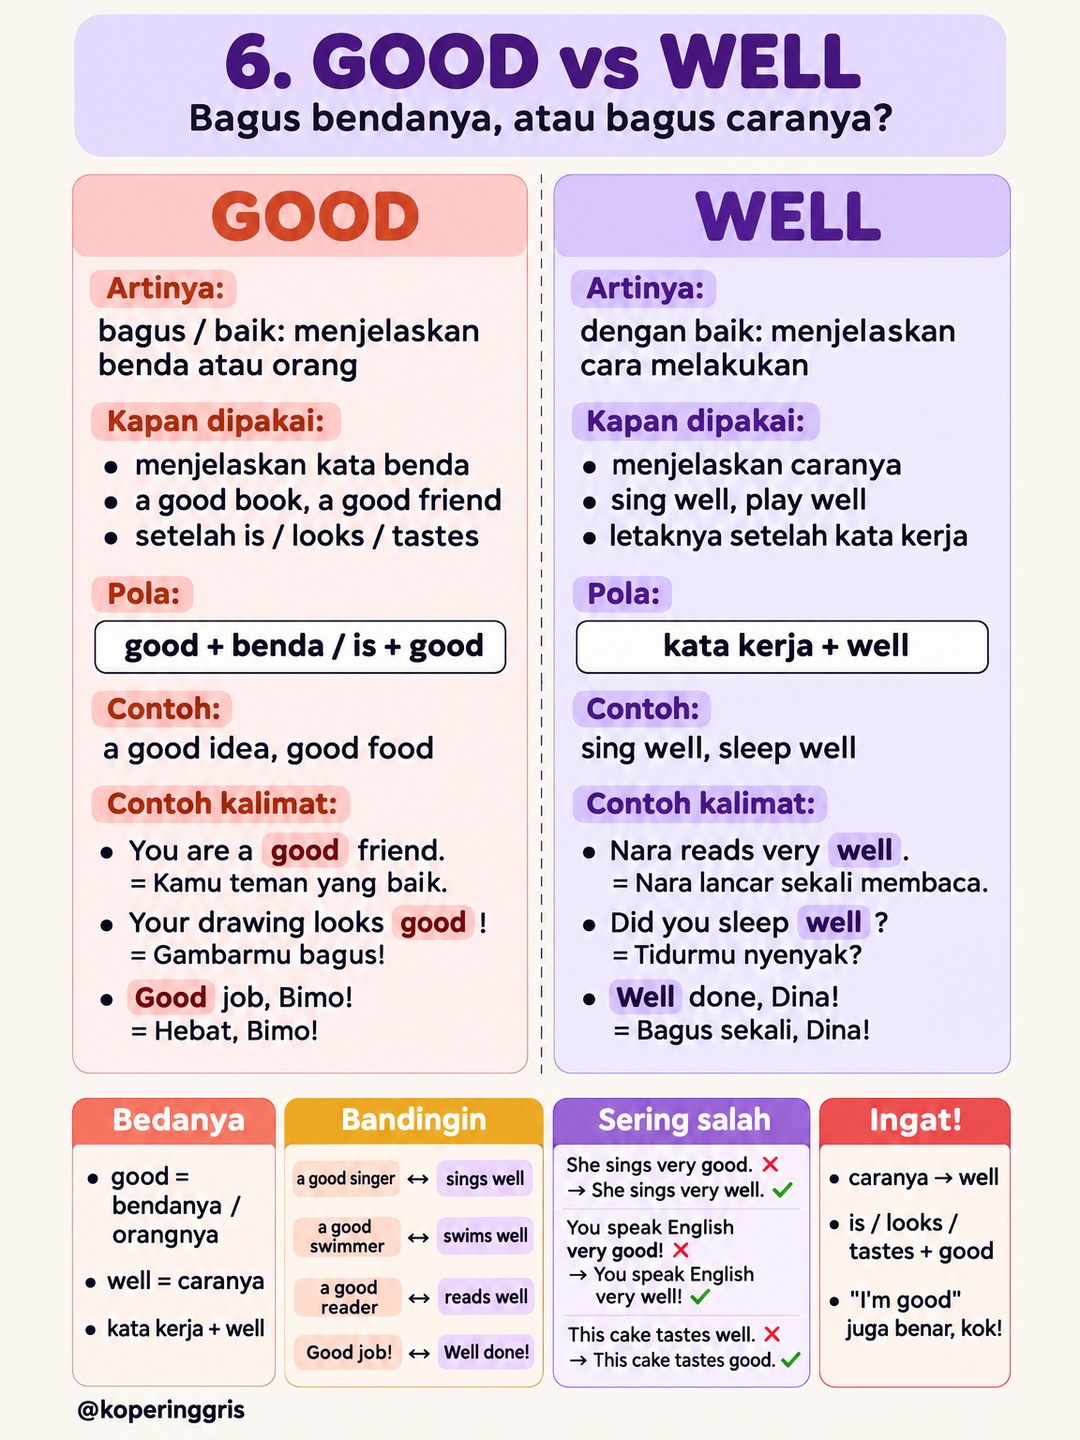 6. GOOD vs WELL
Bagus bendanya, atau bagus caranya?
GOOD
Artinya:
bagus / baik: menjelaskan
benda atau orang
Kapan dipakai:
• menjelaskan kata benda
• a good book, a good friend
• setelah is / looks / tastes
Pola:
good + benda / is + good
Contoh:
a good idea, good food
Contoh kalimat:
• You are a good friend.
= Kamu teman yang baik.
• Your drawing looks good !
= Gambarmu bagus!
• Good job, Bimo!
= Hebat, Bimo!
WELL
Artinya:
dengan baik: menjelaskan
cara melakukan
Kapan dipakai:
• menjelaskan caranya
• sing well, play well
• letaknya setelah kata kerja
Pola:
kata kerja + well
Contoh:
sing well, sleep well
Contoh kalimat:
• Nara reads very well .
= Nara lancar sekali membaca.
• Did you sleep well ?
= Tidurmu nyenyak?
• Well done, Dina!
= Bagus sekali, Dina!
Bedanya
• good =
bendanya /
orangnya
• well = caranya
• kata kerja + well
Bandingin
a good singer ↔ sings well
a good
swimmer ↔ swims well
a good
reader ↔ reads well
Good job! ↔ Well done!
Sering salah
She sings very good. ❌
→ She sings very well. ✓
You speak English
very good! ❌
→ You speak English
very well! ✓
This cake tastes well. ❌
→ This cake tastes good. ✓
Ingat!
• caranya → well
• is / looks /
tastes + good
• "I'm good"
juga benar, kok!
@koperinggris